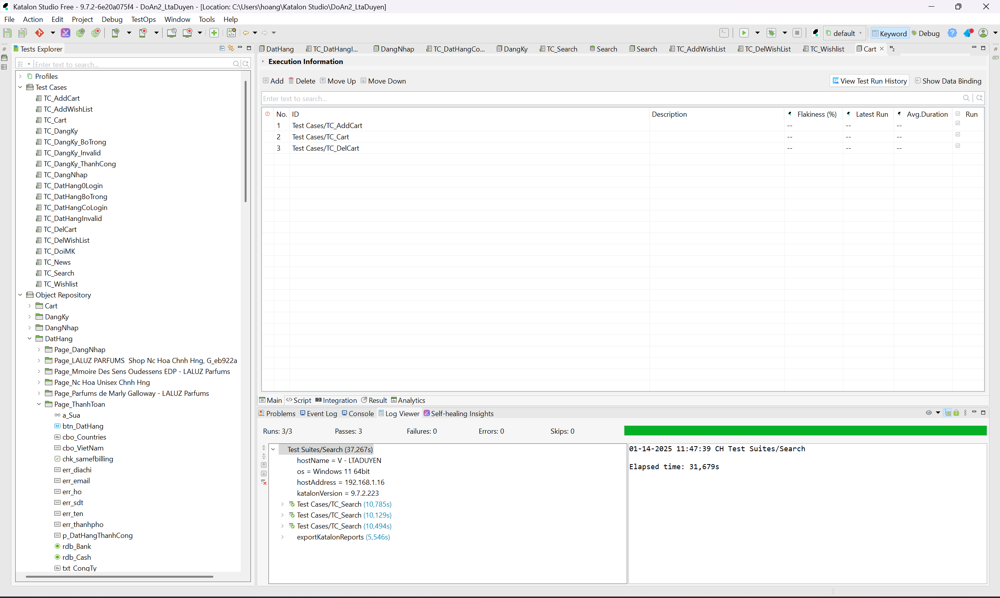 Katalon Studio Free - 9.7.2-6e20a075f4 - DoAn2_LtaDuyen - [Location: C:\Users\hoang\Katalon Studio\DoAn2_LtaDuyen]
File Action Edit Project Debug TestOps Window Tools Help
default Keyword Debug
Tests Explorer
Enter text to search...
Profiles
Test Cases
TC_AddCart
TC_AddWishList
TC_Cart
TC_DangKy
TC_DangKy_BoTrong
TC_DangKy_Invalid
TC_DangKy_ThanhCong
TC_DangNhap
TC_DatHang0Login
TC_DatHangBoTrong
TC_DatHangCoLogin
TC_DatHangInvalid
TC_DelCart
TC_DelWishList
TC_DoiMK
TC_News
TC_Search
TC_Wishlist
Object Repository
Cart
DangKy
DangNhap
DatHang
Page_DangNhap
Page_LALUZ PARFUMS  Shop Nc Hoa Chnh Hng, G_eb922a
Page_Mmoire Des Sens Oudessens EDP - LALUZ Parfums
Page_Nc Hoa Unisex Chnh Hng
Page_Parfums de Marly Galloway - LALUZ Parfums
Page_ThanhToan
a_Sua
btn_DatHang
cbo_Countries
cbo_VietNam
chk_samefbilling
err_diachi
err_email
err_ho
err_sdt
err_ten
err_thanhpho
p_DatHangThanhCong
rdb_Bank
rdb_Cash
txt_CongTy
DatHang TC_DatHangI... DangNhap TC_DatHangCo... DangKy TC_Search Search Search TC_AddWishList TC_DelWishList TC_Wishlist Cart »2
Execution Information
Add Delete Move Up Move Down View Test Run History Show Data Binding
Enter text to search...
No. ID Description Flakiness (%) Latest Run Avg.Duration Run
1 Test Cases/TC_AddCart -- -- --
2 Test Cases/TC_Cart -- -- --
3 Test Cases/TC_DelCart -- -- --
Main Script Integration Result Analytics
Problems Event Log Console Log Viewer Self-healing Insights
Runs: 3/3 Passes: 3 Failures: 0 Errors: 0 Skips: 0
Test Suites/Search (37,267s)
hostName = V - LTADUYEN
os = Windows 11 64bit
hostAddress = 192.168.1.16
katalonVersion = 9.7.2.223
Test Cases/TC_Search (10,785s)
Test Cases/TC_Search (10,129s)
Test Cases/TC_Search (10,494s)
exportKatalonReports (5,546s)
01-14-2025 11:47:39 CH Test Suites/Search
Elapsed time: 31,679s